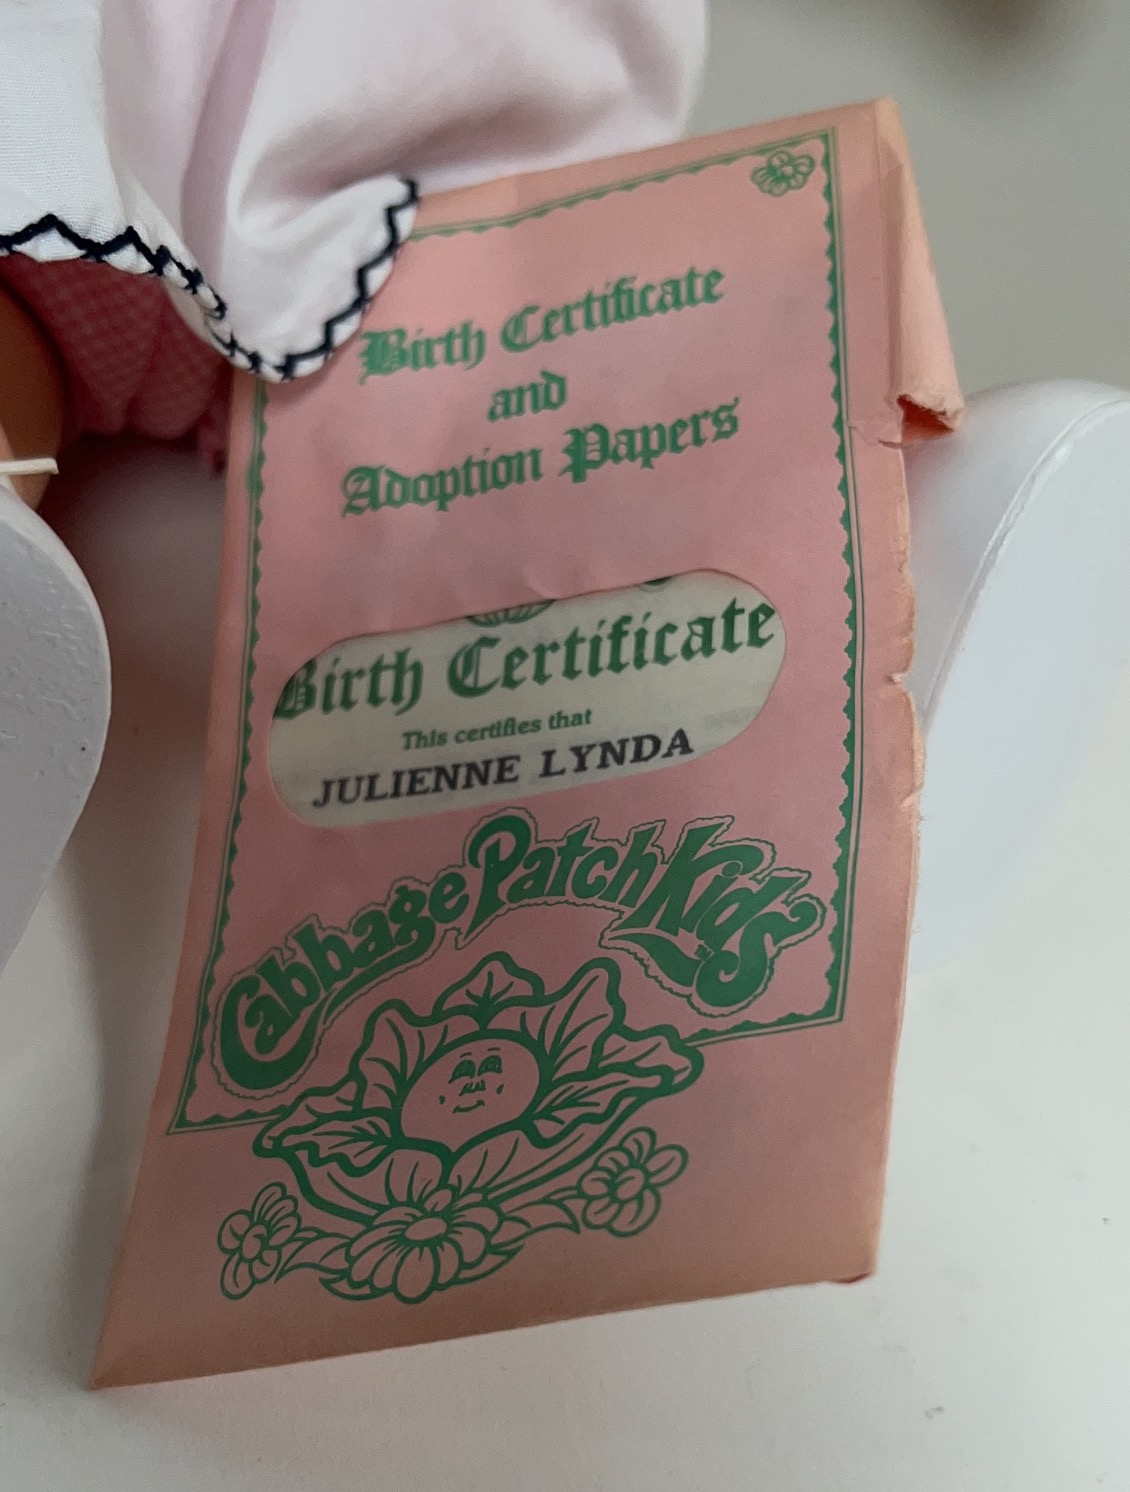 Birth Certificate
and
Adoption Papers
Birth Certificate
This certifies that
JULIENNE LYNDA
Cabbage Patch Kids